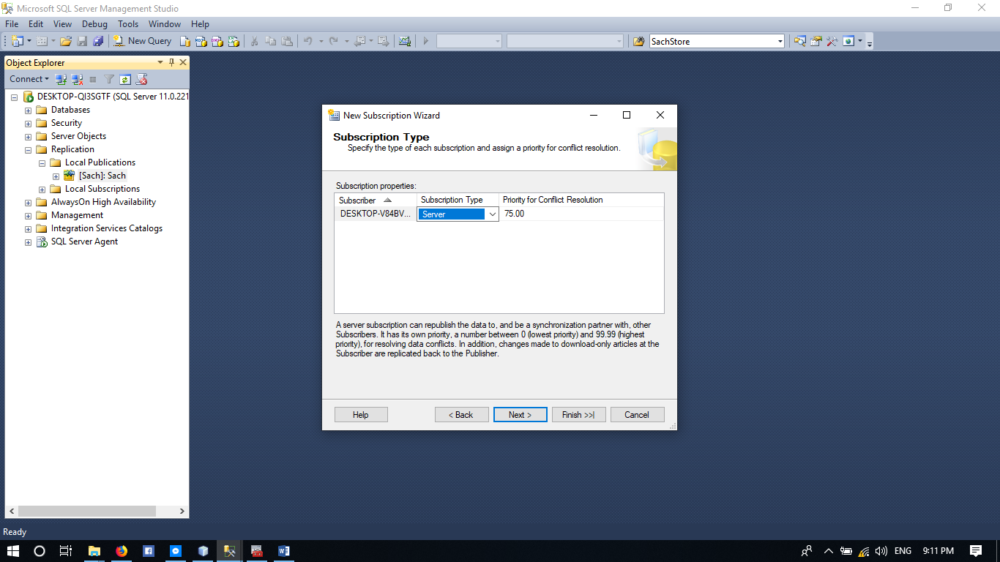 Microsoft SQL Server Management Studio
File Edit View Debug Tools Window Help
New Query
SachStore
Object Explorer
Connect
DESKTOP-QI3SGTF (SQL Server 11.0.221
Databases
Security
Server Objects
Replication
Local Publications
[Sach]: Sach
Local Subscriptions
AlwaysOn High Availability
Management
Integration Services Catalogs
SQL Server Agent
New Subscription Wizard
Subscription Type
Specify the type of each subscription and assign a priority for conflict resolution.
Subscription properties:
Subscriber Subscription Type Priority for Conflict Resolution
DESKTOP-V84BV... Server 75.00
A server subscription can republish the data to, and be a synchronization partner with, other
Subscribers. It has its own priority, a number between 0 (lowest priority) and 99.99 (highest
priority), for resolving data conflicts. In addition, changes made to download-only articles at the
Subscriber are replicated back to the Publisher.
Help < Back Next > Finish >>| Cancel
Ready
ENG 9:11 PM